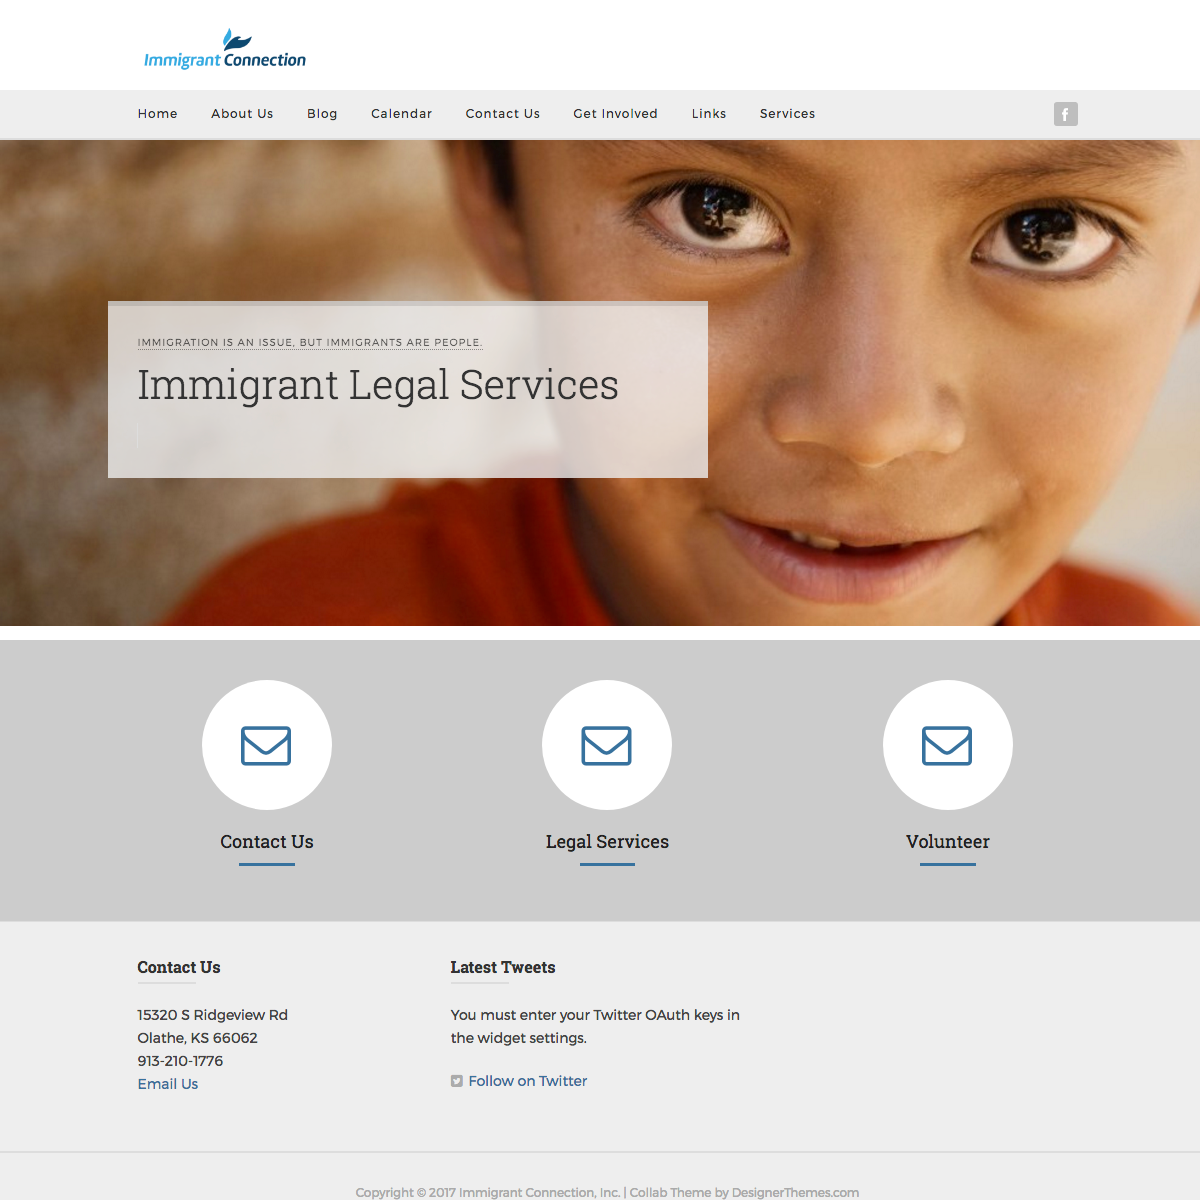 Immigrant Connection
Home About Us Blog Calendar Contact Us Get Involved Links Services
f
IMMIGRATION IS AN ISSUE, BUT IMMIGRANTS ARE PEOPLE.
Immigrant Legal Services
Contact Us Legal Services Volunteer
Contact Us
15320 S Ridgeview Rd
Olathe, KS 66062
913-210-1776
Email Us
Latest Tweets
You must enter your Twitter OAuth keys in
the widget settings.
Follow on Twitter
Copyright © 2017 Immigrant Connection, Inc. | Collab Theme by DesignerThemes.com